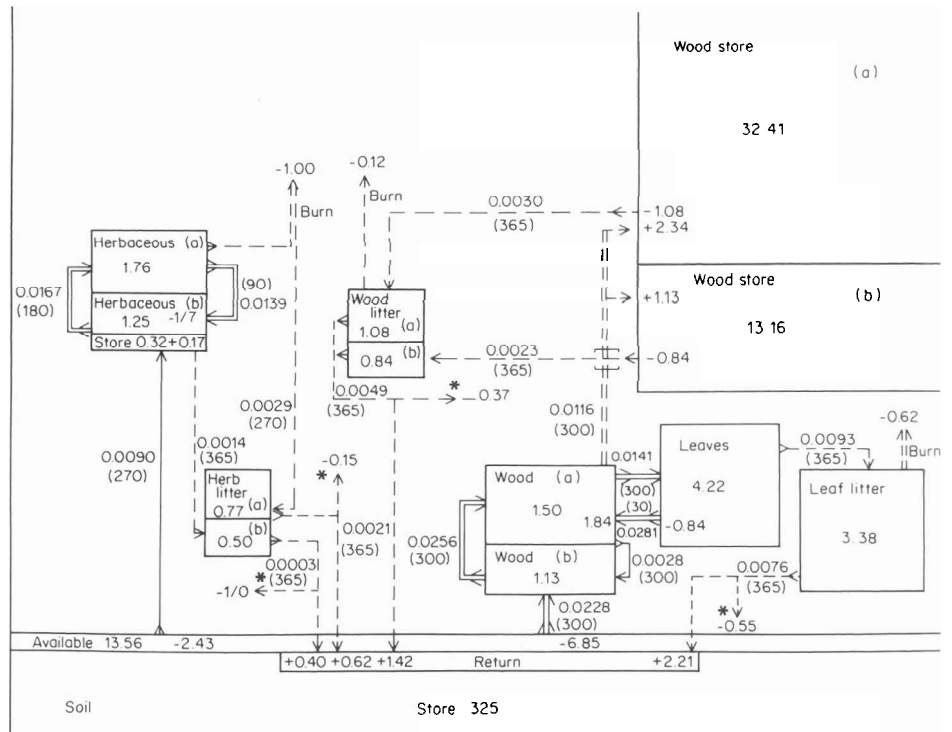 Wood store
(a)
32 41
-1.00
-0.12
Burn
Burn
0.0030
(365)
-1.08
+2.34
Herbaceous (a)
1.76
(90)
0.0139
0.0167
(180)
Herbaceous (b)
1.25 -1/7
Store 0.32+0.17
Wood
litter
1.08 (a)
(b)
0.84
Wood store
(b)
+1.13
13 16
0.0023
(365)
-0.84
0.0049
(365)
*
0.37
0.0116
(300)
0.0029
(270)
0.0090
(270)
0.0014
(365)
-0.15
*
Herb
litter
0.77 (a)
(b)
0.50
0.0021
(365)
0.0003
(365)
*
-1/0
Wood (a)
1.50
1.84
Wood (b)
1.13
0.0256
(300)
0.0141
(300)
(30)
0.0281
0.0028
(300)
0.0228
(300)
Leaves
4.22
-0.84
0.0093
(365)
-0.62
Burn
Leaf litter
3.38
0.0076
(365)
*
-0.55
Available 13.56 -2.43 -6.85
+0.40 +0.62 +1.42 Return +2.21
Soil
Store 325